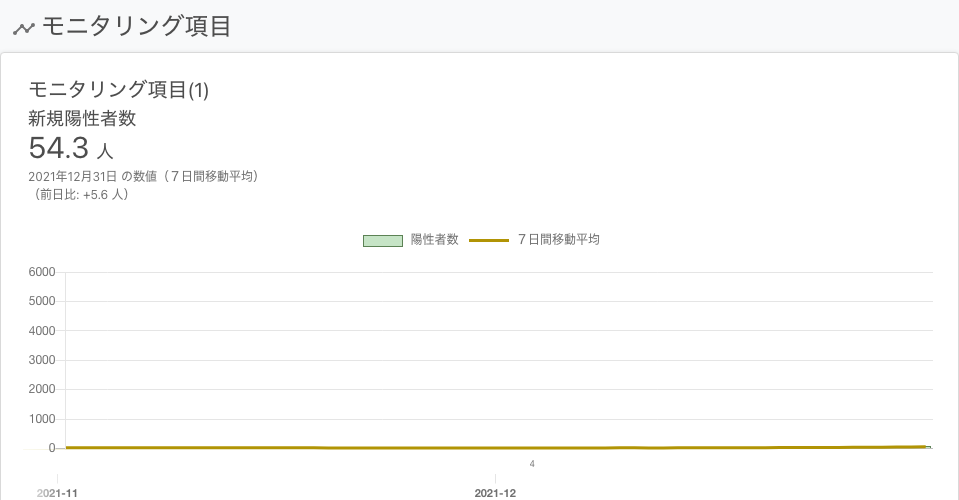 モニタリング項目
モニタリング項目(1)
新規陽性者数
54.3 人
2021年12月31日 の数値（７日間移動平均）
（前日比: +5.6 人）
陽性者数 ７日間移動平均
6000
5000
4000
3000
2000
1000
0
4
2021-11 2021-12